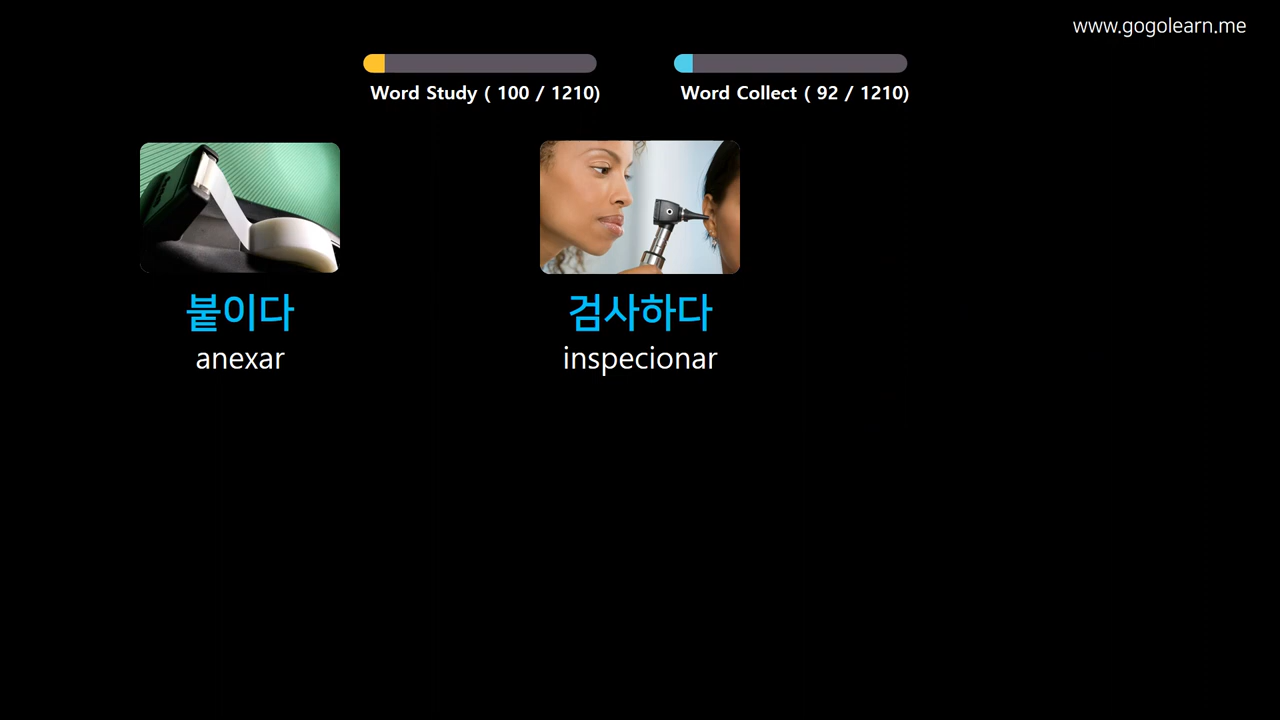 www.gogolearn.me
Word Study ( 100 / 1210)
Word Collect ( 92 / 1210)
붙이다
anexar
검사하다
inspecionar